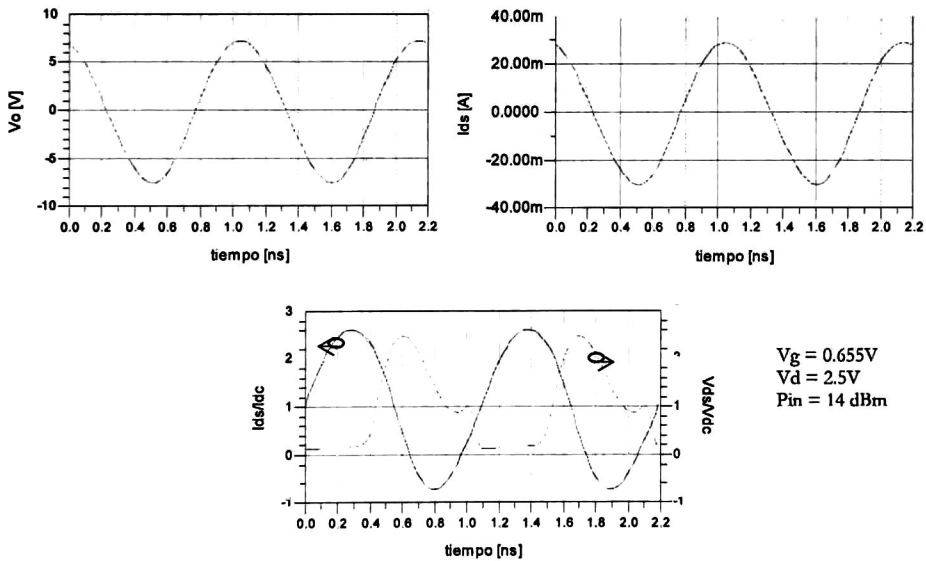 10
5
0
-5
-10
Vo [V]
0.0 0.2 0.4 0.6 0.8 1.0 1.2 1.4 1.6 1.8 2.0 2.2
tiempo [ns]
40.00m
20.00m
0.0000
-20.00m
-40.00m
Ids [A]
0.0 0.2 0.4 0.6 0.8 1.0 1.2 1.4 1.6 1.8 2.0 2.2
tiempo [ns]
3
2
1
0
-1
Ids/Idc
1
0
-1
Vds/Vdc
0.0 0.2 0.4 0.6 0.8 1.0 1.2 1.4 1.6 1.8 2.0 2.2
tiempo [ns]
Vg = 0.655V
Vd = 2.5V
Pin = 14 dBm